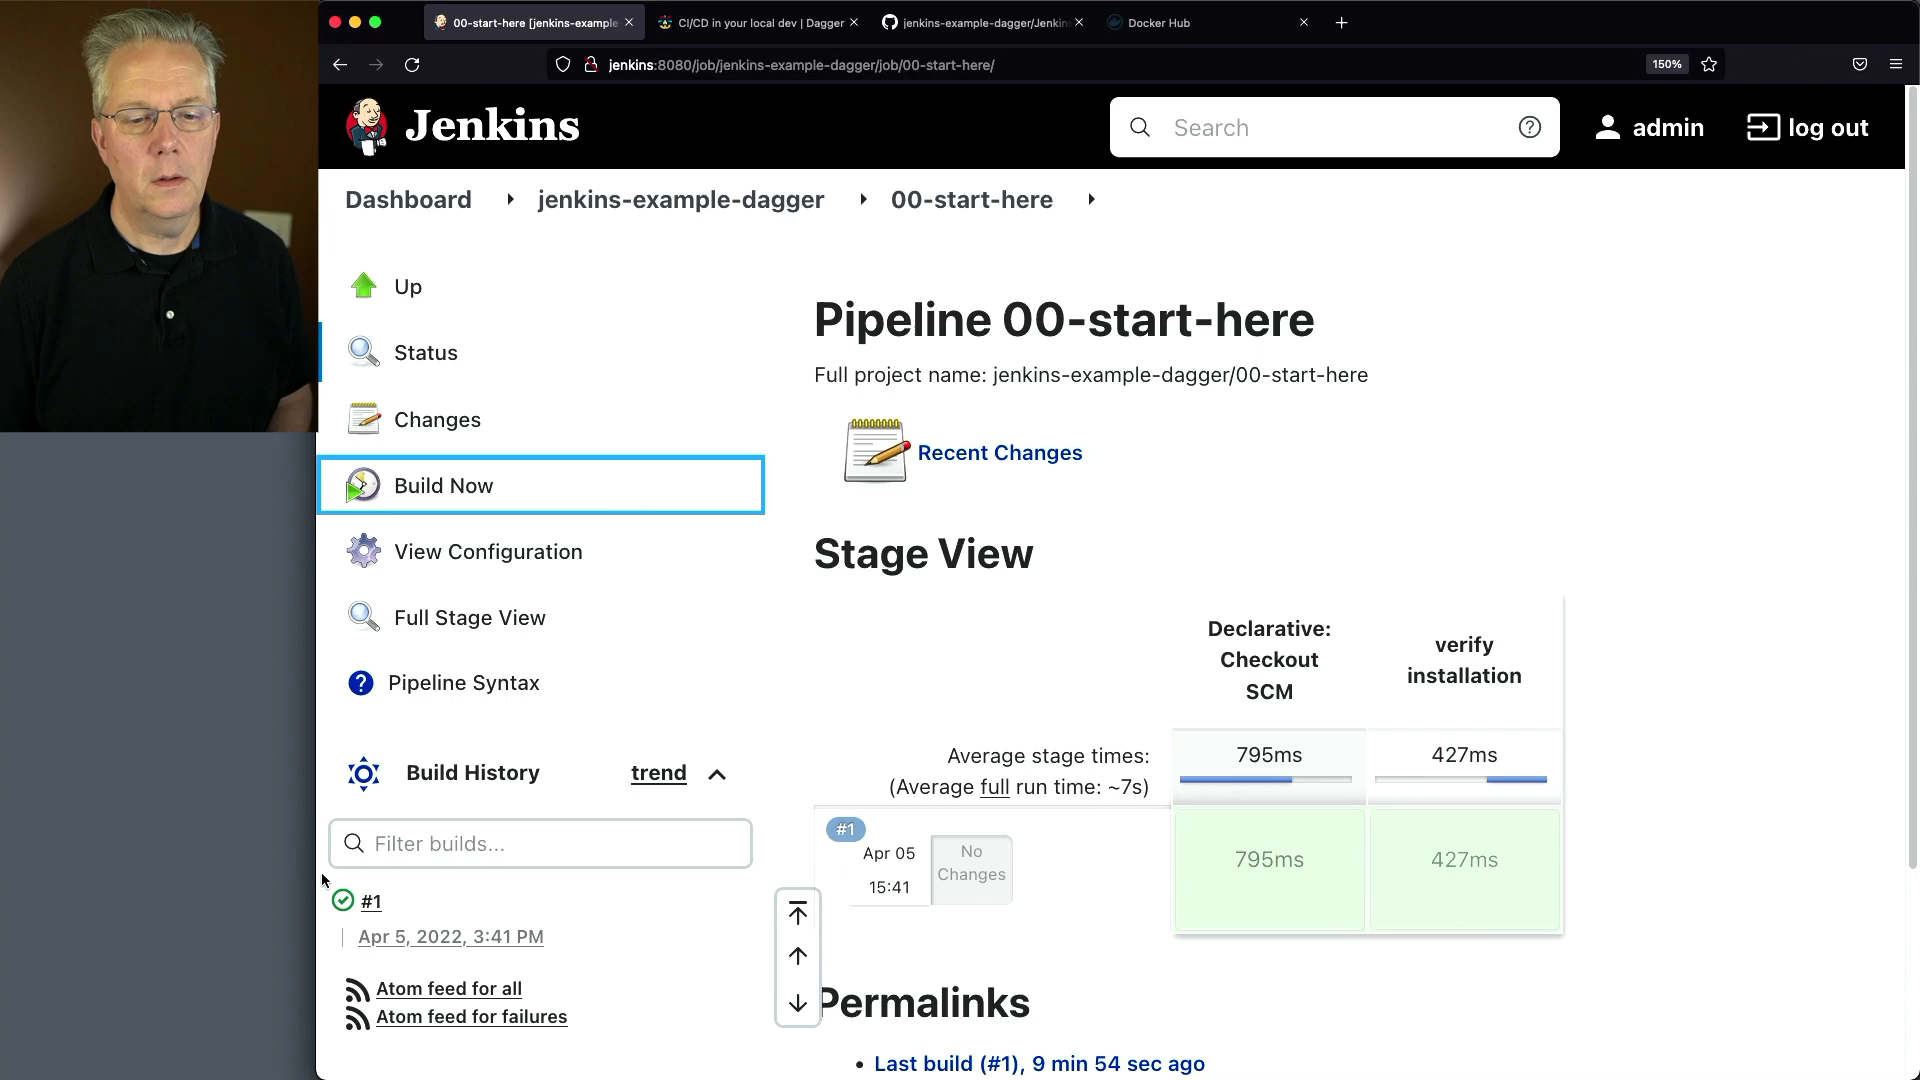 00-start-here [jenkins-example
CI/CD in your local dev | Dagger
jenkins-example-dagger/Jenkin
Docker Hub
jenkins:8080/job/jenkins-example-dagger/job/00-start-here/
150%
Jenkins
Search
admin
log out
Dashboard
jenkins-example-dagger
00-start-here
Up
Status
Changes
Build Now
View Configuration
Full Stage View
Pipeline Syntax
Build History
trend
Filter builds...
#1
Apr 5, 2022, 3:41 PM
Atom feed for all
Atom feed for failures
Pipeline 00-start-here
Full project name: jenkins-example-dagger/00-start-here
Recent Changes
Stage View
Declarative:
Checkout
SCM
verify
installation
Average stage times:
(Average full run time: ~7s)
795ms
427ms
#1
Apr 05
15:41
No
Changes
795ms
427ms
Permalinks
Last build (#1), 9 min 54 sec ago